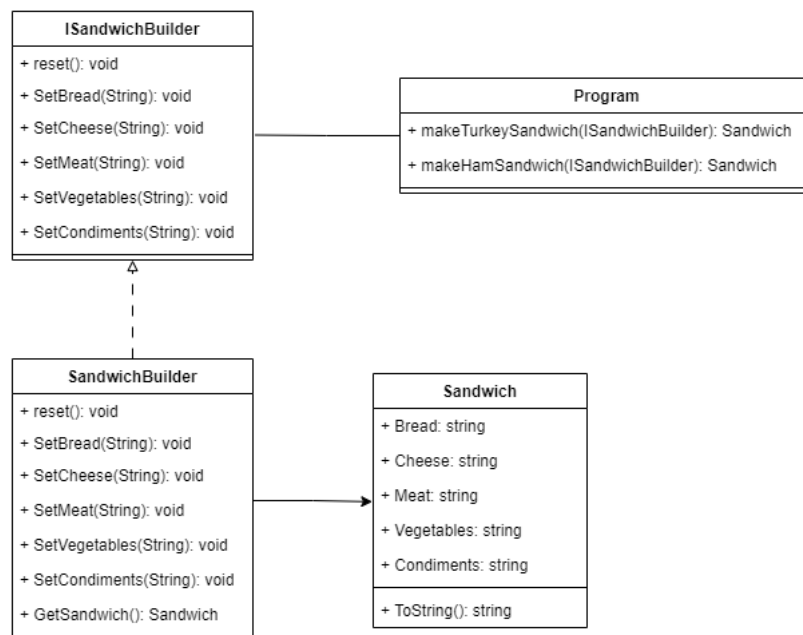 ISandwichBuilder
+ reset(): void
+ SetBread(String): void
+ SetCheese(String): void
+ SetMeat(String): void
+ SetVegetables(String): void
+ SetCondiments(String): void
Program
+ makeTurkeySandwich(ISandwichBuilder): Sandwich
+ makeHamSandwich(ISandwichBuilder): Sandwich
SandwichBuilder
+ reset(): void
+ SetBread(String): void
+ SetCheese(String): void
+ SetMeat(String): void
+ SetVegetables(String): void
+ SetCondiments(String): void
+ GetSandwich(): Sandwich
Sandwich
+ Bread: string
+ Cheese: string
+ Meat: string
+ Vegetables: string
+ Condiments: string
+ ToString(): string